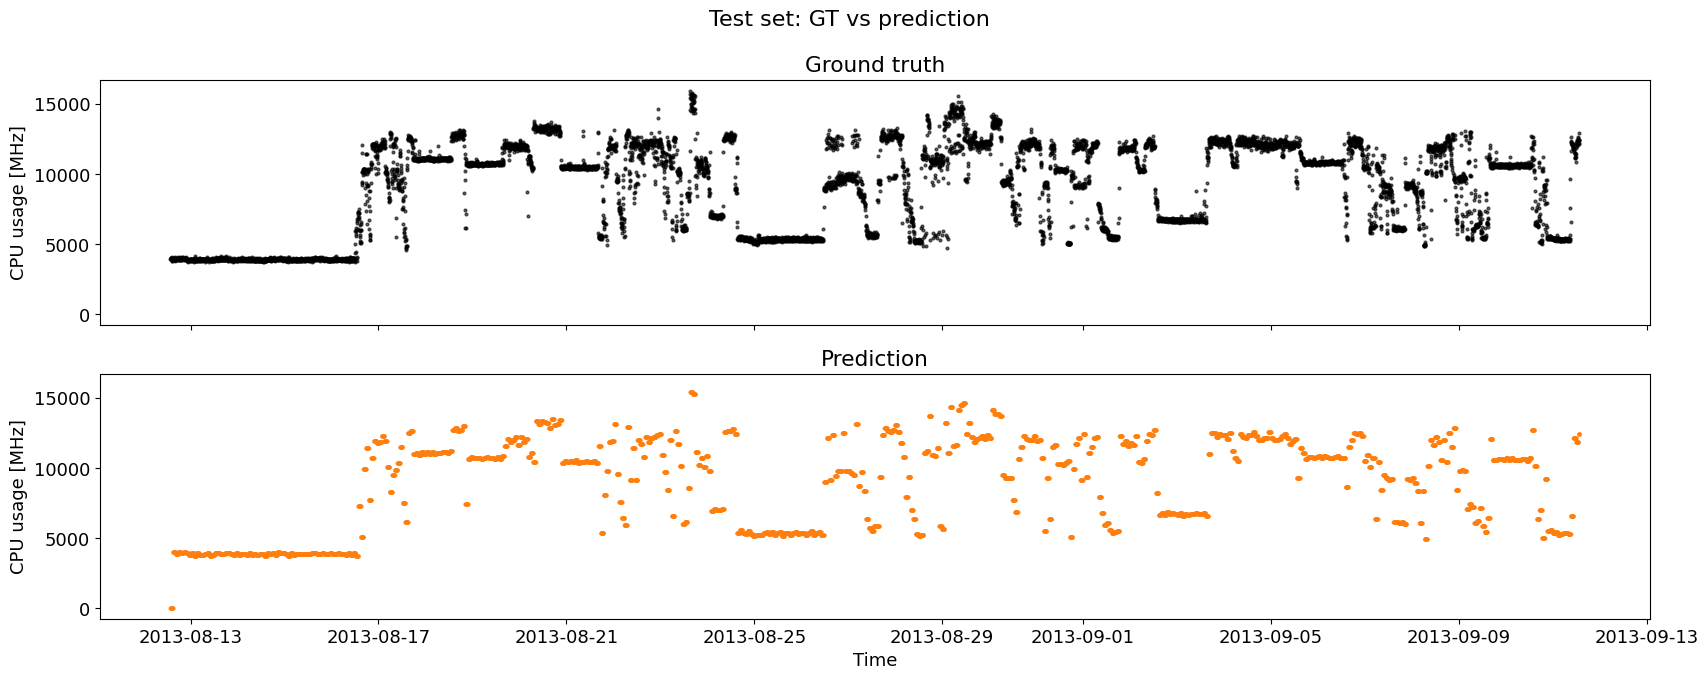 Test set: GT vs prediction
Ground truth
15000
10000
5000
0
CPU usage [MHz]
Prediction
15000
10000
5000
0
CPU usage [MHz]
2013-08-13 2013-08-17 2013-08-21 2013-08-25 2013-08-29 2013-09-01 2013-09-05 2013-09-09 2013-09-13
Time